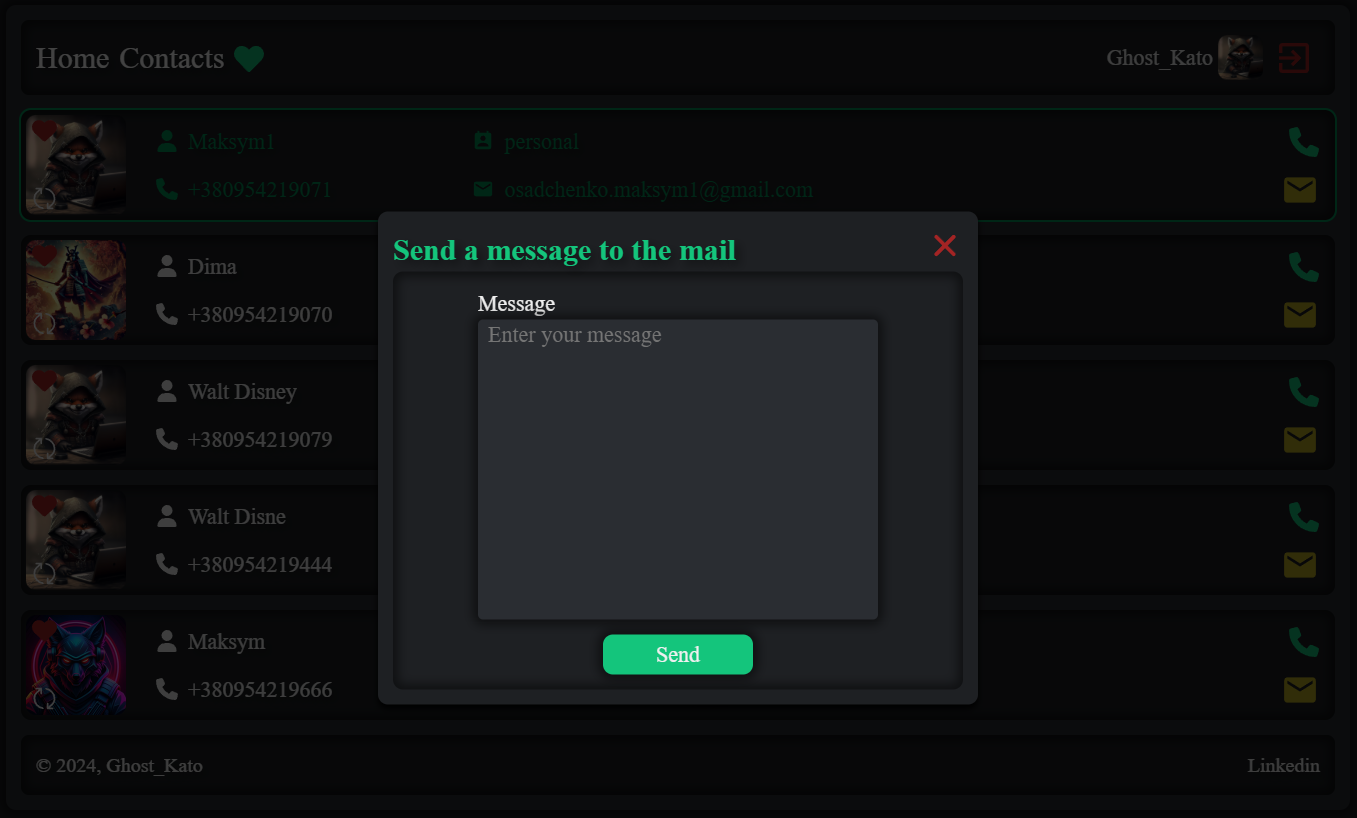 Home Contacts
Ghost_Kato
Maksym1
personal
+380954219071
osadchenko.maksym1@gmail.com
Dima
+380954219070
Walt Disney
+380954219079
Walt Disne
+380954219444
Maksym
+380954219666
Send a message to the mail
Message
Enter your message
Send
© 2024, Ghost_Kato
Linkedin